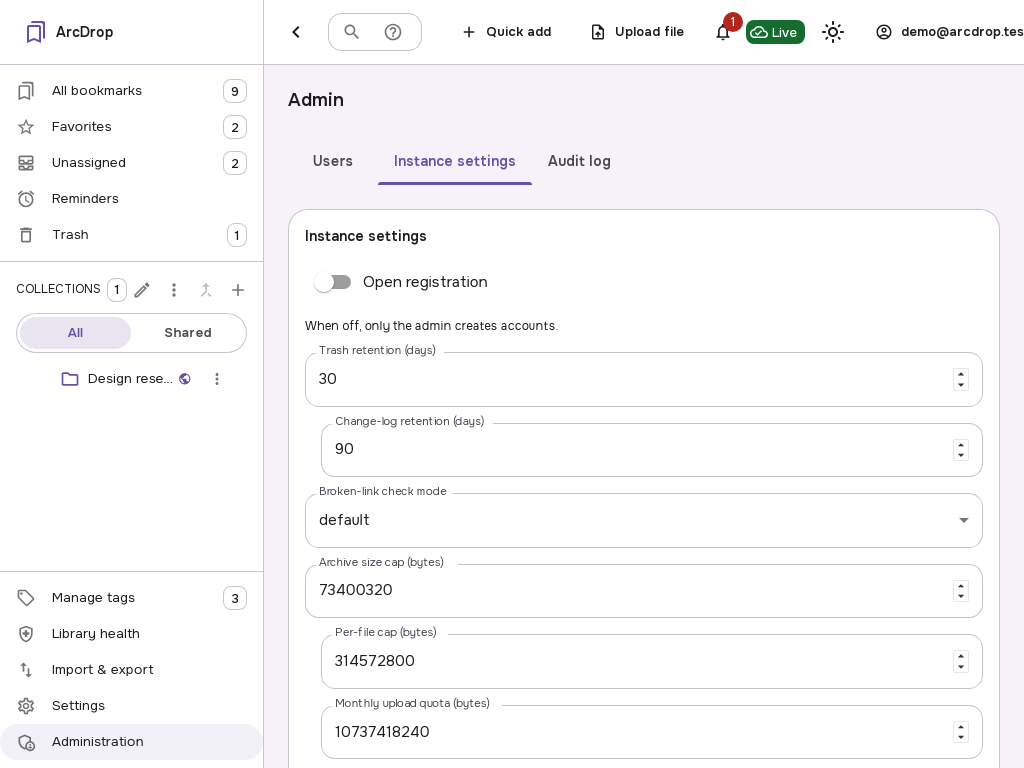 ArcDrop
Quick add
Upload file
1
Live
demo@arcdrop.tes
All bookmarks 9
Favorites 2
Unassigned 2
Reminders
Trash 1
COLLECTIONS 1
All Shared
Design rese...
Manage tags 3
Library health
Import & export
Settings
Administration
Admin
Users Instance settings Audit log
Instance settings
Open registration
When off, only the admin creates accounts.
Trash retention (days)
30
Change-log retention (days)
90
Broken-link check mode
default
Archive size cap (bytes)
73400320
Per-file cap (bytes)
314572800
Monthly upload quota (bytes)
10737418240